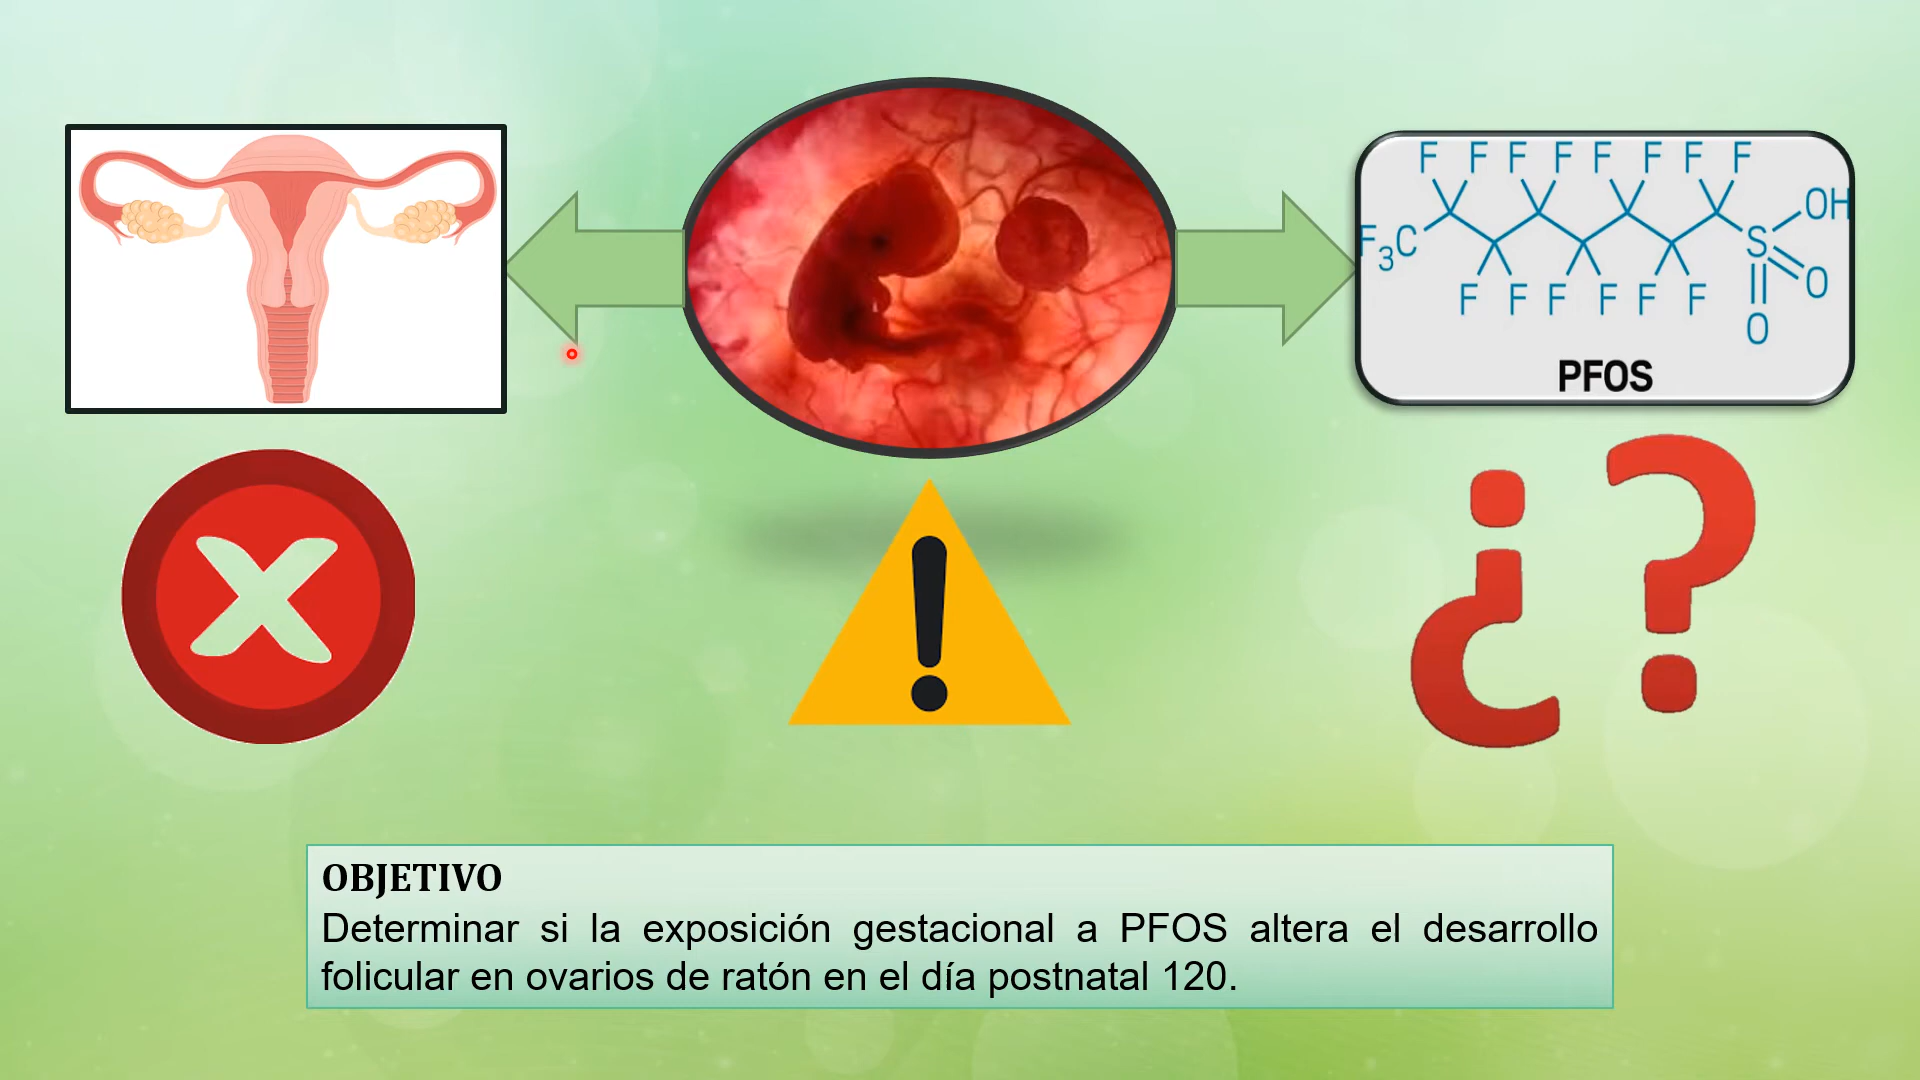 F F F F F F F F
OH
F3C
S
O
F F F F F F
O
PFOS
¿?
OBJETIVO
Determinar si la exposición gestacional a PFOS altera el desarrollo
folicular en ovarios de ratón en el día postnatal 120.